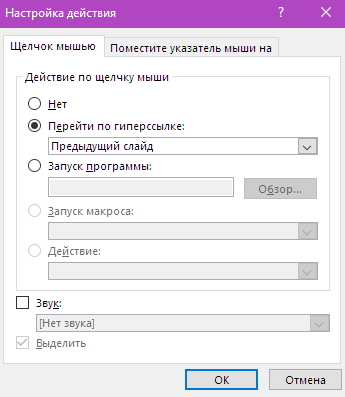 Настройка действия
Щелчок мышью Поместите указатель мыши на
Действие по щелчку мыши
Нет
Перейти по гиперссылке:
Предыдущий слайд
Запуск программы:
Обзор...
Запуск макроса:
Действие:
Звук:
[Нет звука]
Выделить
ОК Отмена